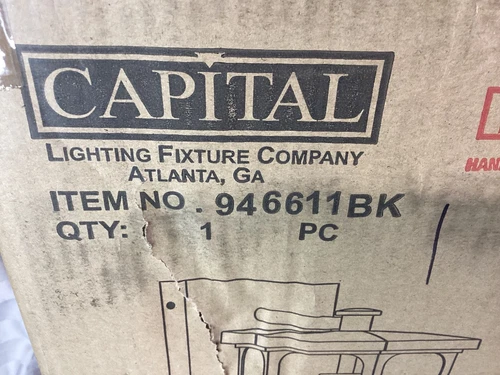 CAPITAL
LIGHTING FIXTURE COMPANY
ATLANTA, GA
ITEM NO. 946611BK
QTY: 1 PC